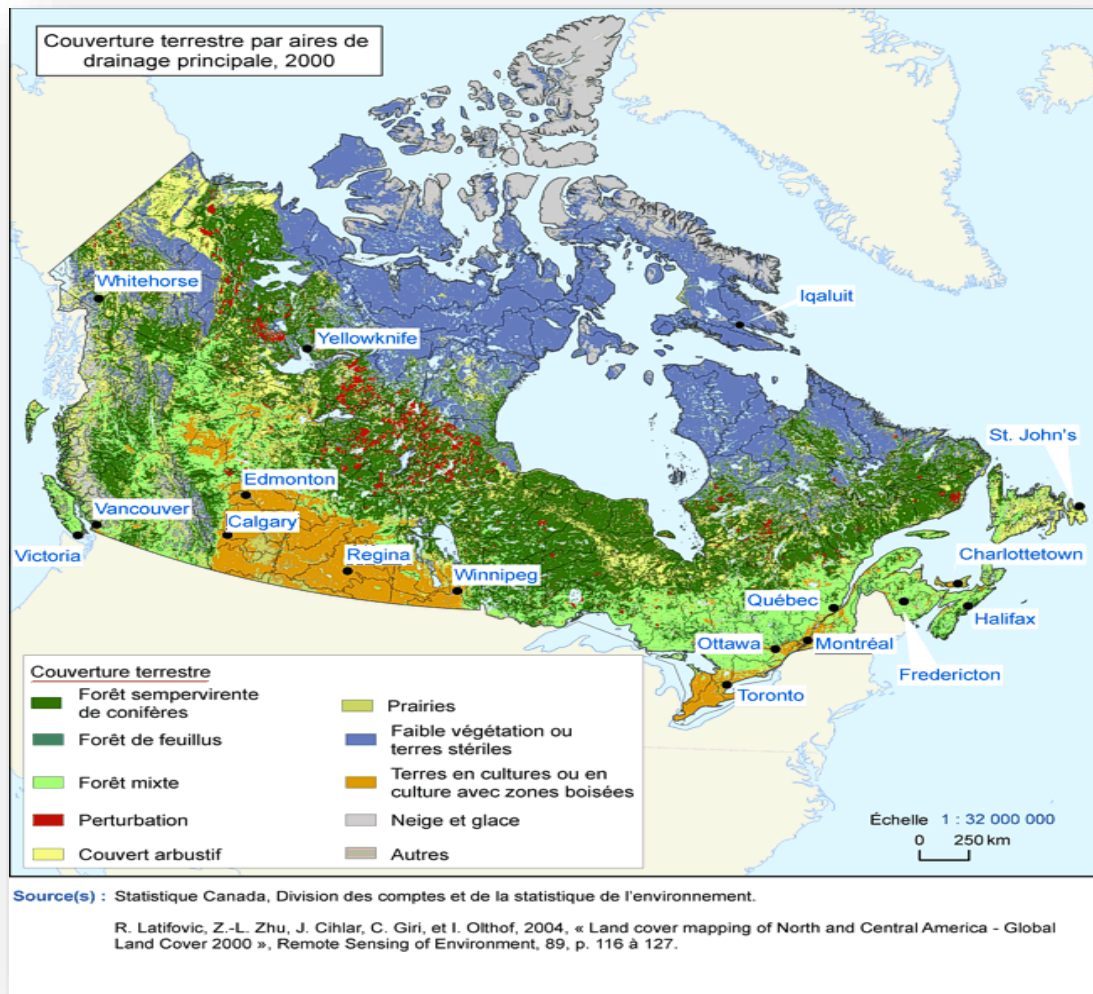 Couverture terrestre par aires de
drainage principale, 2000
Whitehorse
Iqaluit
Yellowknife
St. John's
Edmonton
Vancouver
Calgary
Victoria
Regina
Winnipeg
Charlottetown
Québec
Halifax
Ottawa
Montréal
Fredericton
Toronto
Couverture terrestre
Forêt sempervirente
de conifères
Forêt de feuillus
Forêt mixte
Perturbation
Couvert arbustif
Prairies
Faible végétation ou
terres stériles
Terres en cultures ou en
culture avec zones boisées
Neige et glace
Autres
Échelle 1 : 32 000 000
0 250 km
Source(s) : Statistique Canada, Division des comptes et de la statistique de l'environnement.
R. Latifovic, Z.-L. Zhu, J. Cihlar, C. Giri, et I. Olthof, 2004, « Land cover mapping of North and Central America - Global
Land Cover 2000 », Remote Sensing of Environment, 89, p. 116 à 127.